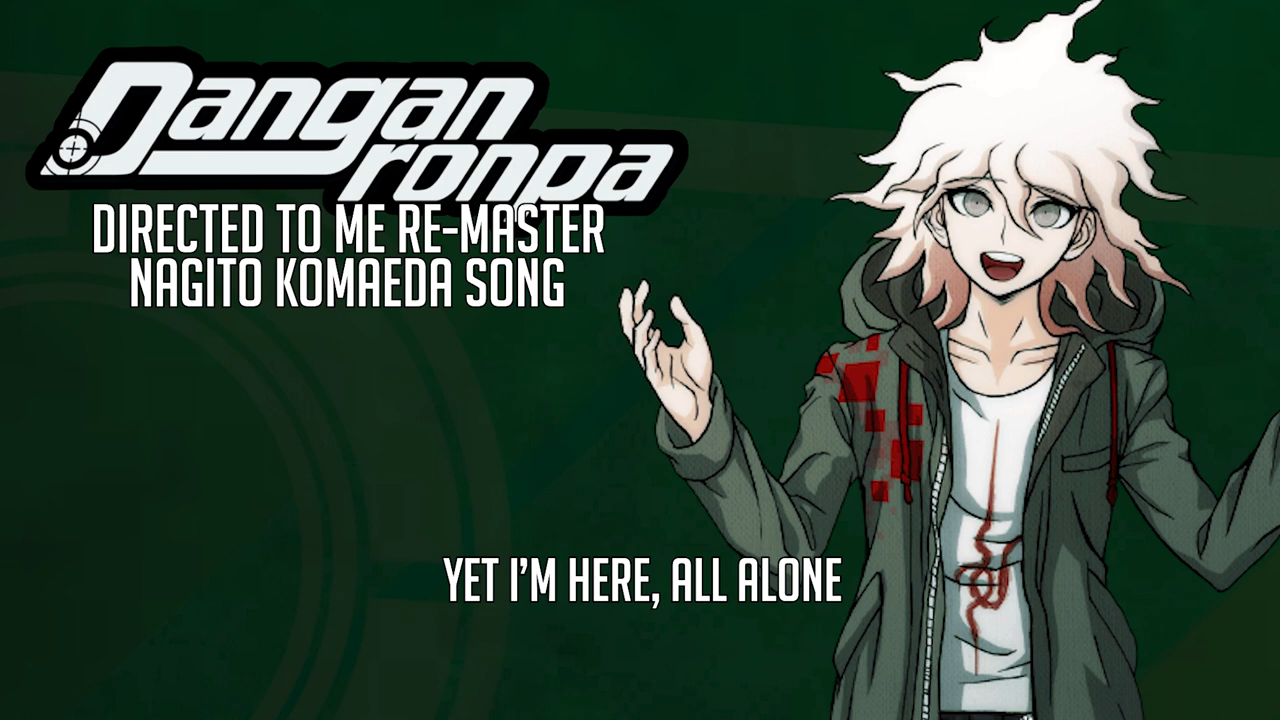 Dangan
ronpa
DIRECTED TO ME RE-MASTER
NAGITO KOMAEDA SONG
YET I'M HERE, ALL ALONE